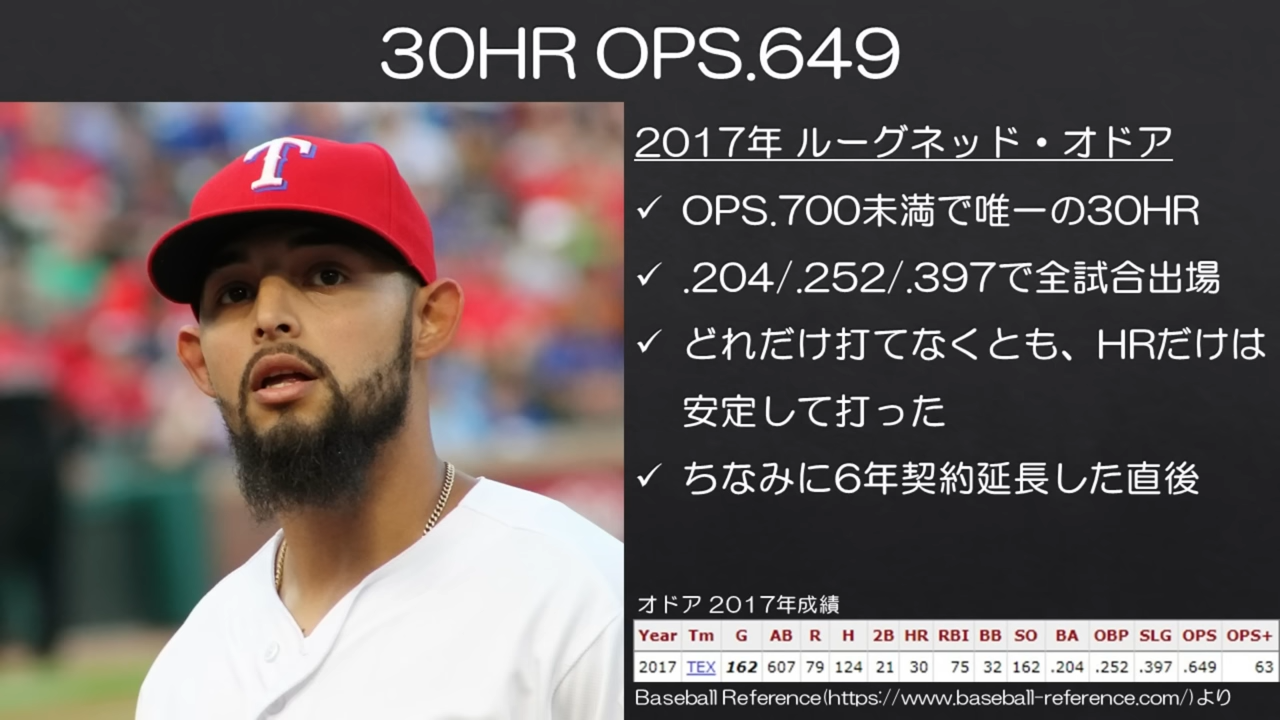 30HR OPS.649
T
2017年 ルーグネッド・オドア
✓ OPS.700未満で唯一の30HR
✓ .204/.252/.397で全試合出場
✓ どれだけ打てなくとも、HRだけは
安定して打った
✓ ちなみに6年契約延長した直後
オドア 2017年成績
Year Tm G AB R H 2B HR RBI BB SO BA OBP SLG OPS OPS+
2017 TEX 162 607 79 124 21 30 75 32 162 .204 .252 .397 .649 63
Baseball Reference(https://www.baseball-reference.com/)より